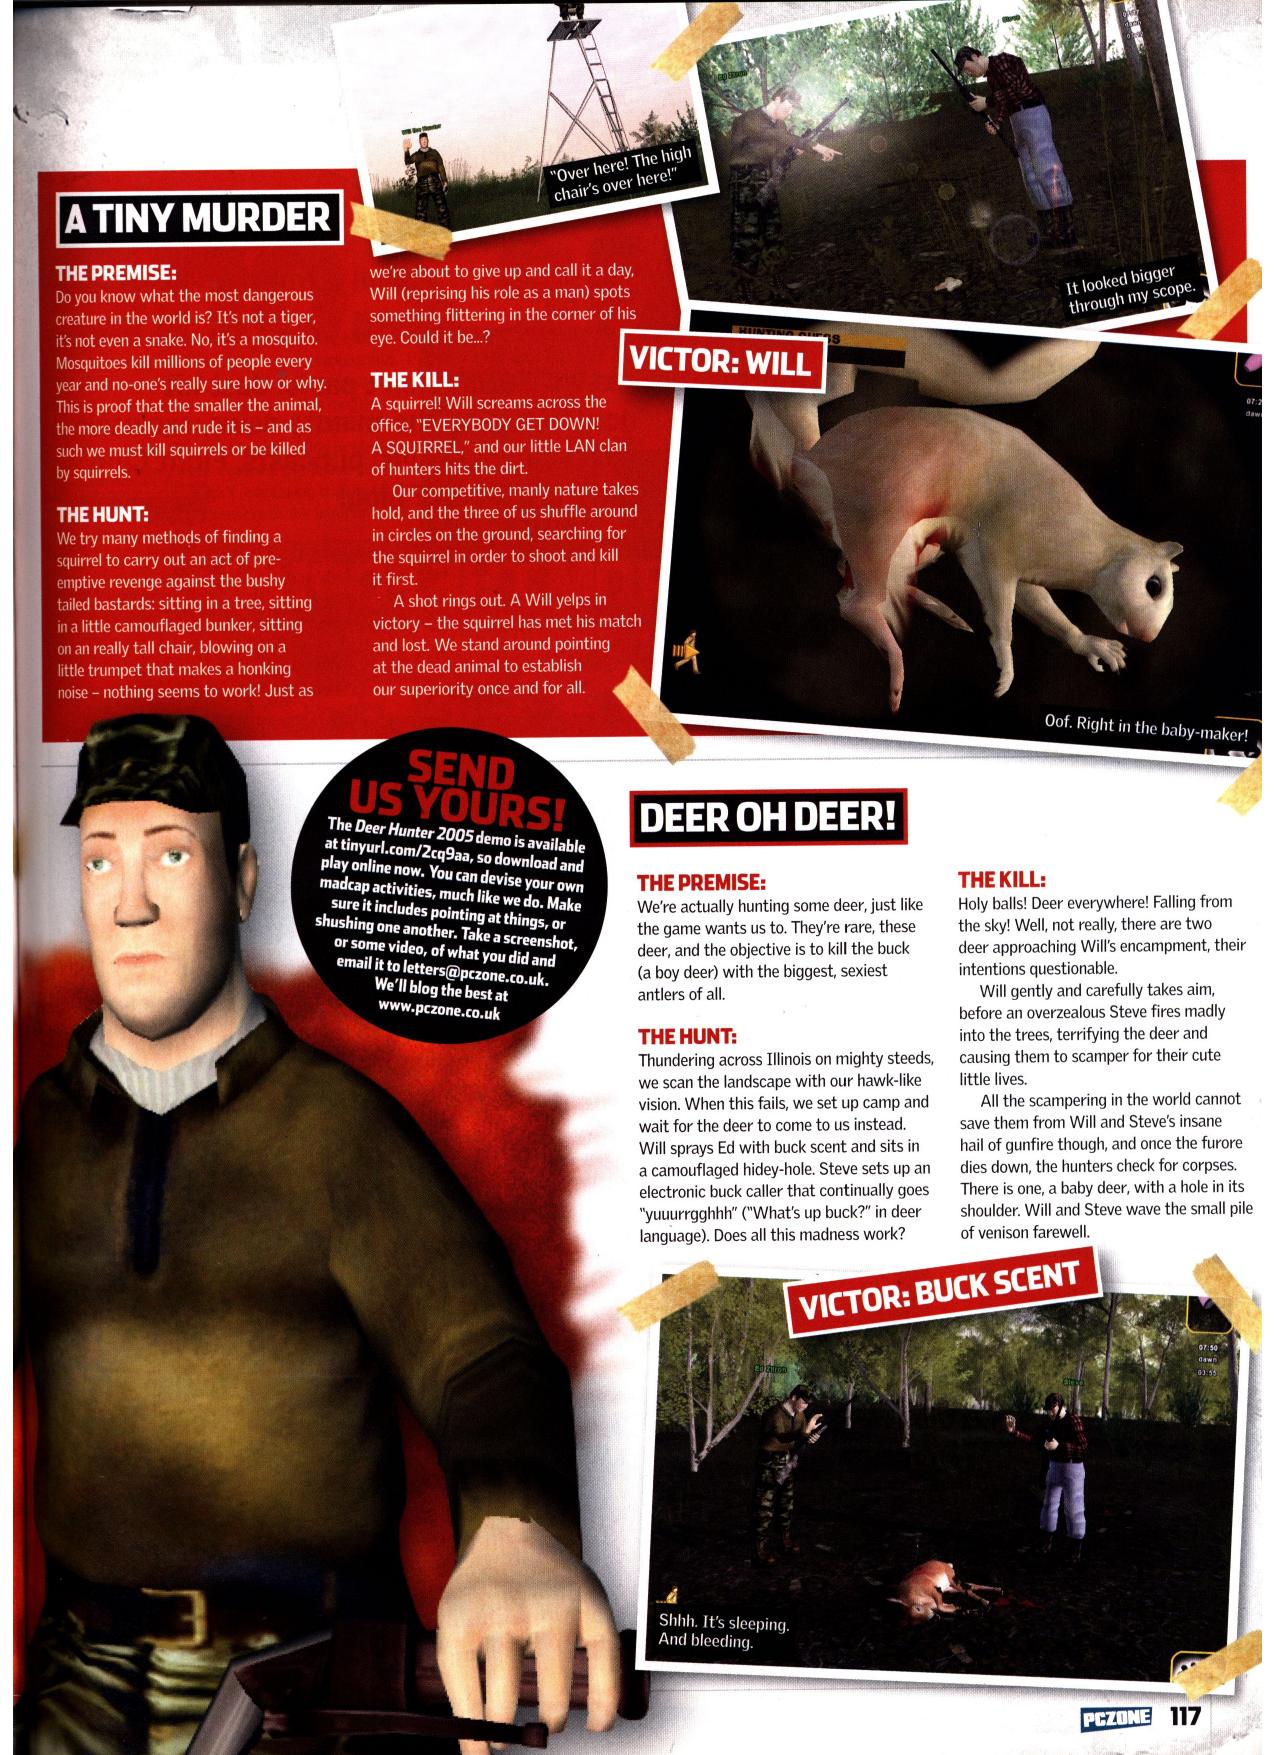 Will Gun Hunter
"Over here! The high
chair's over here!"
Ed Zitron
Steve
It looked bigger
through my scope.
A TINY MURDER
THE PREMISE:
Do you know what the most dangerous
creature in the world is? It's not a tiger,
it's not even a snake. No, it's a mosquito.
Mosquitoes kill millions of people every
year and no-one's really sure how or why.
This is proof that the smaller the animal,
the more deadly and rude it is – and as
such we must kill squirrels or be killed
by squirrels.
THE HUNT:
We try many methods of finding a
squirrel to carry out an act of pre-
emptive revenge against the bushy
tailed bastards: sitting in a tree, sitting
in a little camouflaged bunker, sitting
on an really tall chair, blowing on a
little trumpet that makes a honking
noise – nothing seems to work! Just as
we're about to give up and call it a day,
Will (reprising his role as a man) spots
something flittering in the corner of his
eye. Could it be...?
THE KILL:
A squirrel! Will screams across the
office, "EVERYBODY GET DOWN!
A SQUIRREL," and our little LAN clan
of hunters hits the dirt.
Our competitive, manly nature takes
hold, and the three of us shuffle around
in circles on the ground, searching for
the squirrel in order to shoot and kill
it first.
A shot rings out. A Will yelps in
victory – the squirrel has met his match
and lost. We stand around pointing
at the dead animal to establish
our superiority once and for all.
VICTOR: WILL
07:2
dawn
Oof. Right in the baby-maker!
SEND
US YOURS!
The Deer Hunter 2005 demo is available
at tinyurl.com/2cq9aa, so download and
play online now. You can devise your own
madcap activities, much like we do. Make
sure it includes pointing at things, or
shushing one another. Take a screenshot,
or some video, of what you did and
email it to letters@pczone.co.uk.
We'll blog the best at
www.pczone.co.uk
DEER OH DEER!
THE PREMISE:
We're actually hunting some deer, just like
the game wants us to. They're rare, these
deer, and the objective is to kill the buck
(a boy deer) with the biggest, sexiest
antlers of all.
THE HUNT:
Thundering across Illinois on mighty steeds,
we scan the landscape with our hawk-like
vision. When this fails, we set up camp and
wait for the deer to come to us instead.
Will sprays Ed with buck scent and sits in
a camouflaged hidey-hole. Steve sets up an
electronic buck caller that continually goes
"yuuurrgghhh" ("What's up buck?" in deer
language). Does all this madness work?
THE KILL:
Holy balls! Deer everywhere! Falling from
the sky! Well, not really, there are two
deer approaching Will's encampment, their
intentions questionable.
Will gently and carefully takes aim,
before an overzealous Steve fires madly
into the trees, terrifying the deer and
causing them to scamper for their cute
little lives.
All the scampering in the world cannot
save them from Will and Steve's insane
hail of gunfire though, and once the furore
dies down, the hunters check for corpses.
There is one, a baby deer, with a hole in its
shoulder. Will and Steve wave the small pile
of venison farewell.
VICTOR: BUCK SCENT
Ed Zitron
Steve
07:50
dawn
03:55
Shhh. It's sleeping.
And bleeding.
PCZONE 117